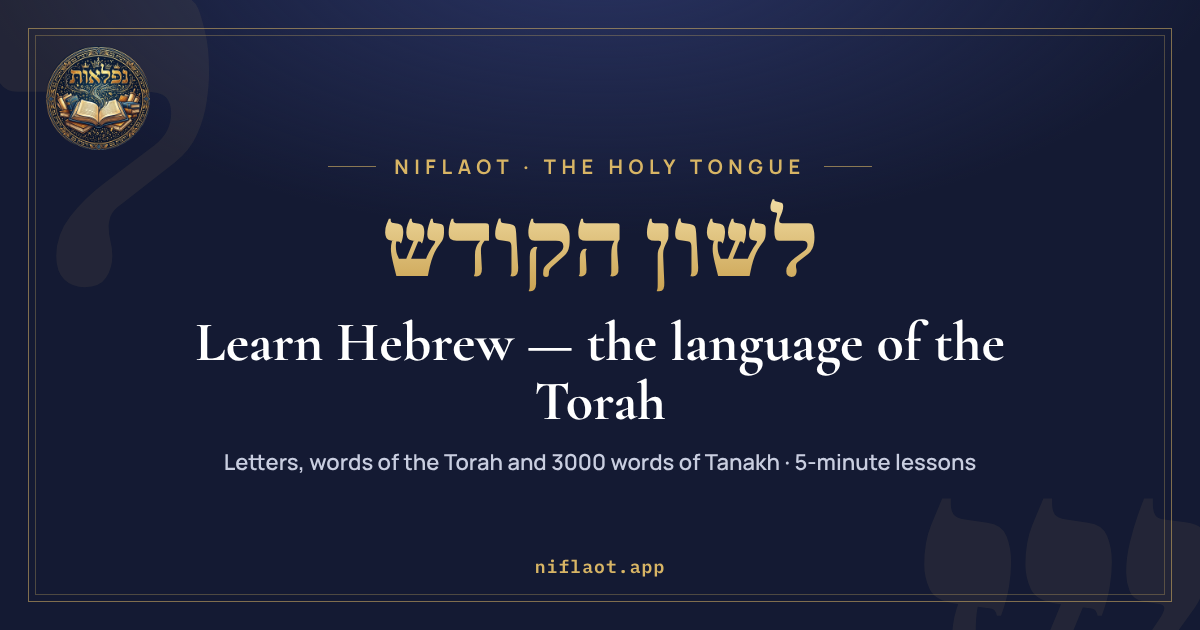 נפלאות
NIFLAOT · THE HOLY TONGUE
לשון הקודש
Learn Hebrew — the language of the
Torah
Letters, words of the Torah and 3000 words of Tanakh · 5-minute lessons
niflaot.app